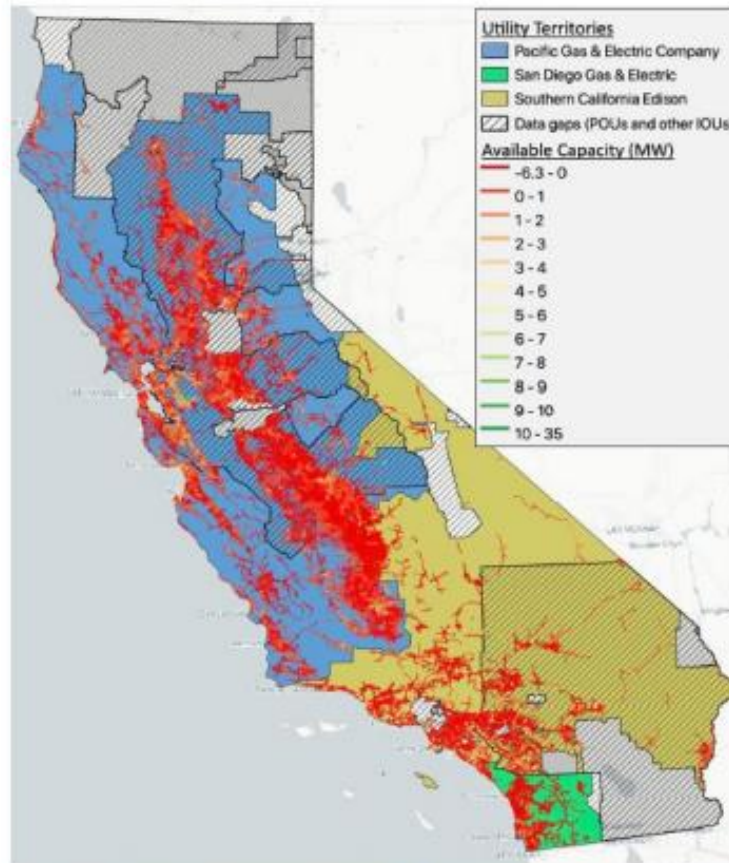 Utility Territories
Pacific Gas & Electric Company
San Diego Gas & Electric
Southern California Edison
Data gaps (POUs and other IOUs
Available Capacity (MW)
-6.3 - 0
0 - 1
1 - 2
2 - 3
3 - 4
4 - 5
5 - 6
6 - 7
7 - 8
8 - 9
9 - 10
10 - 35